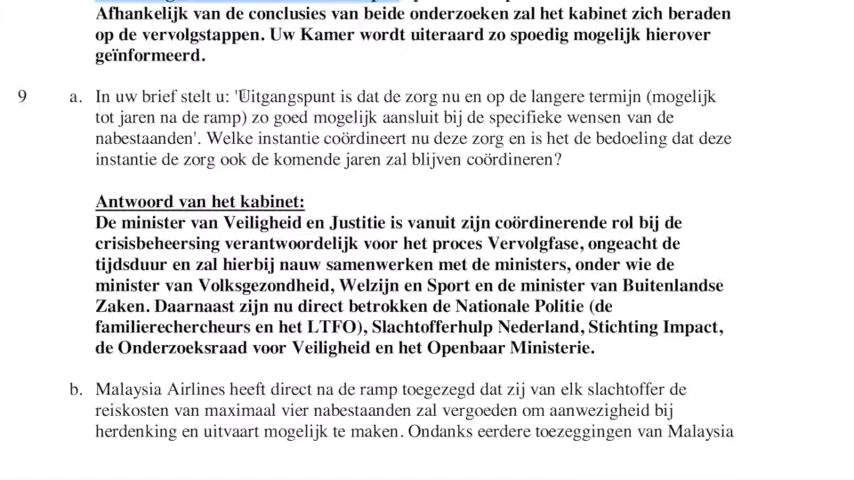 Afhankelijk van de conclusies van beide onderzoeken zal het kabinet zich beraden
op de vervolgstappen. Uw Kamer wordt uiteraard zo spoedig mogelijk hierover
geïnformeerd.
9 a. In uw brief stelt u: 'Uitgangspunt is dat de zorg nu en op de langere termijn (mogelijk
tot jaren na de ramp) zo goed mogelijk aansluit bij de specifieke wensen van de
nabestaanden'. Welke instantie coördineert nu deze zorg en is het de bedoeling dat deze
instantie de zorg ook de komende jaren zal blijven coördineren?
Antwoord van het kabinet:
De minister van Veiligheid en Justitie is vanuit zijn coördinerende rol bij de
crisisbeheersing verantwoordelijk voor het proces Vervolgfase, ongeacht de
tijdsduur en zal hierbij nauw samenwerken met de ministers, onder wie de
minister van Volksgezondheid, Welzijn en Sport en de minister van Buitenlandse
Zaken. Daarnaast zijn nu direct betrokken de Nationale Politie (de
familierechercheurs en het LTFO), Slachtofferhulp Nederland, Stichting Impact,
de Onderzoeksraad voor Veiligheid en het Openbaar Ministerie.
b. Malaysia Airlines heeft direct na de ramp toegezegd dat zij van elk slachtoffer de
reiskosten van maximaal vier nabestaanden zal vergoeden om aanwezigheid bij
herdenking en uitvaart mogelijk te maken. Ondanks eerdere toezeggingen van Malaysia